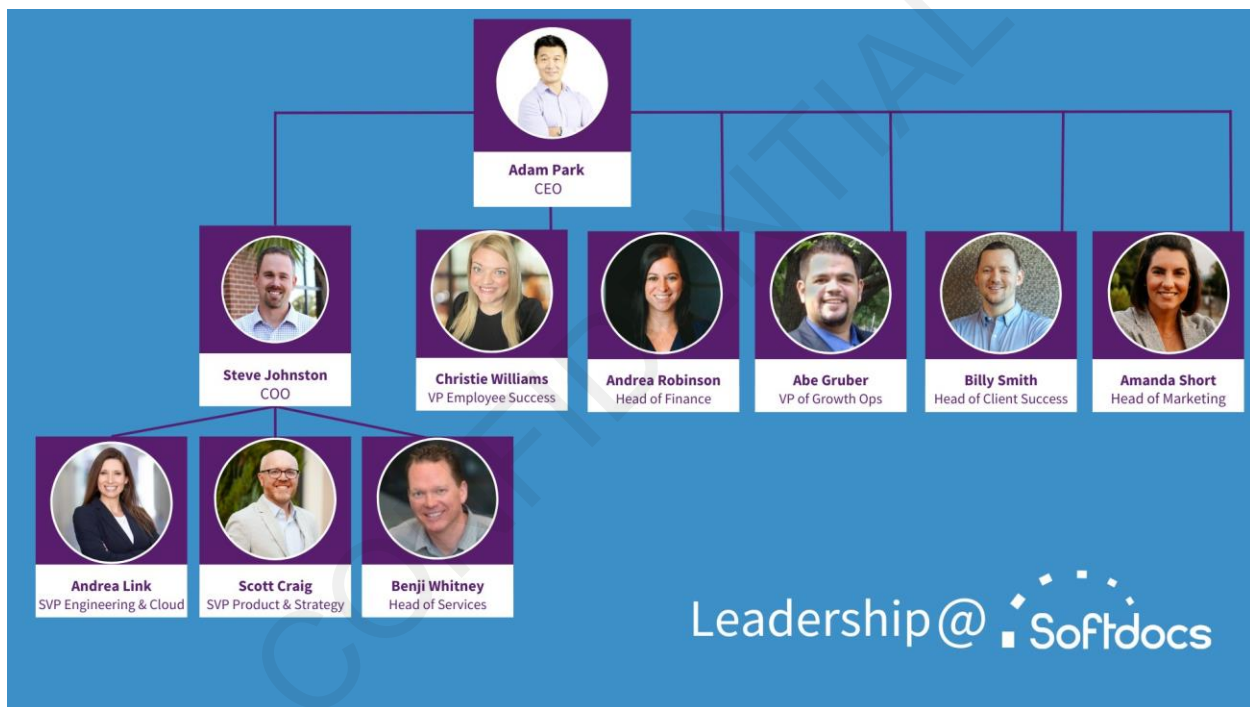 Adam Park
CEO
Steve Johnston
COO
Christie Williams
VP Employee Success
Andrea Robinson
Head of Finance
Abe Gruber
VP of Growth Ops
Billy Smith
Head of Client Success
Amanda Short
Head of Marketing
Andrea Link
SVP Engineering & Cloud
Scott Craig
SVP Product & Strategy
Benji Whitney
Head of Services
Leadership@ Softdocs
CONFIDENTIAL